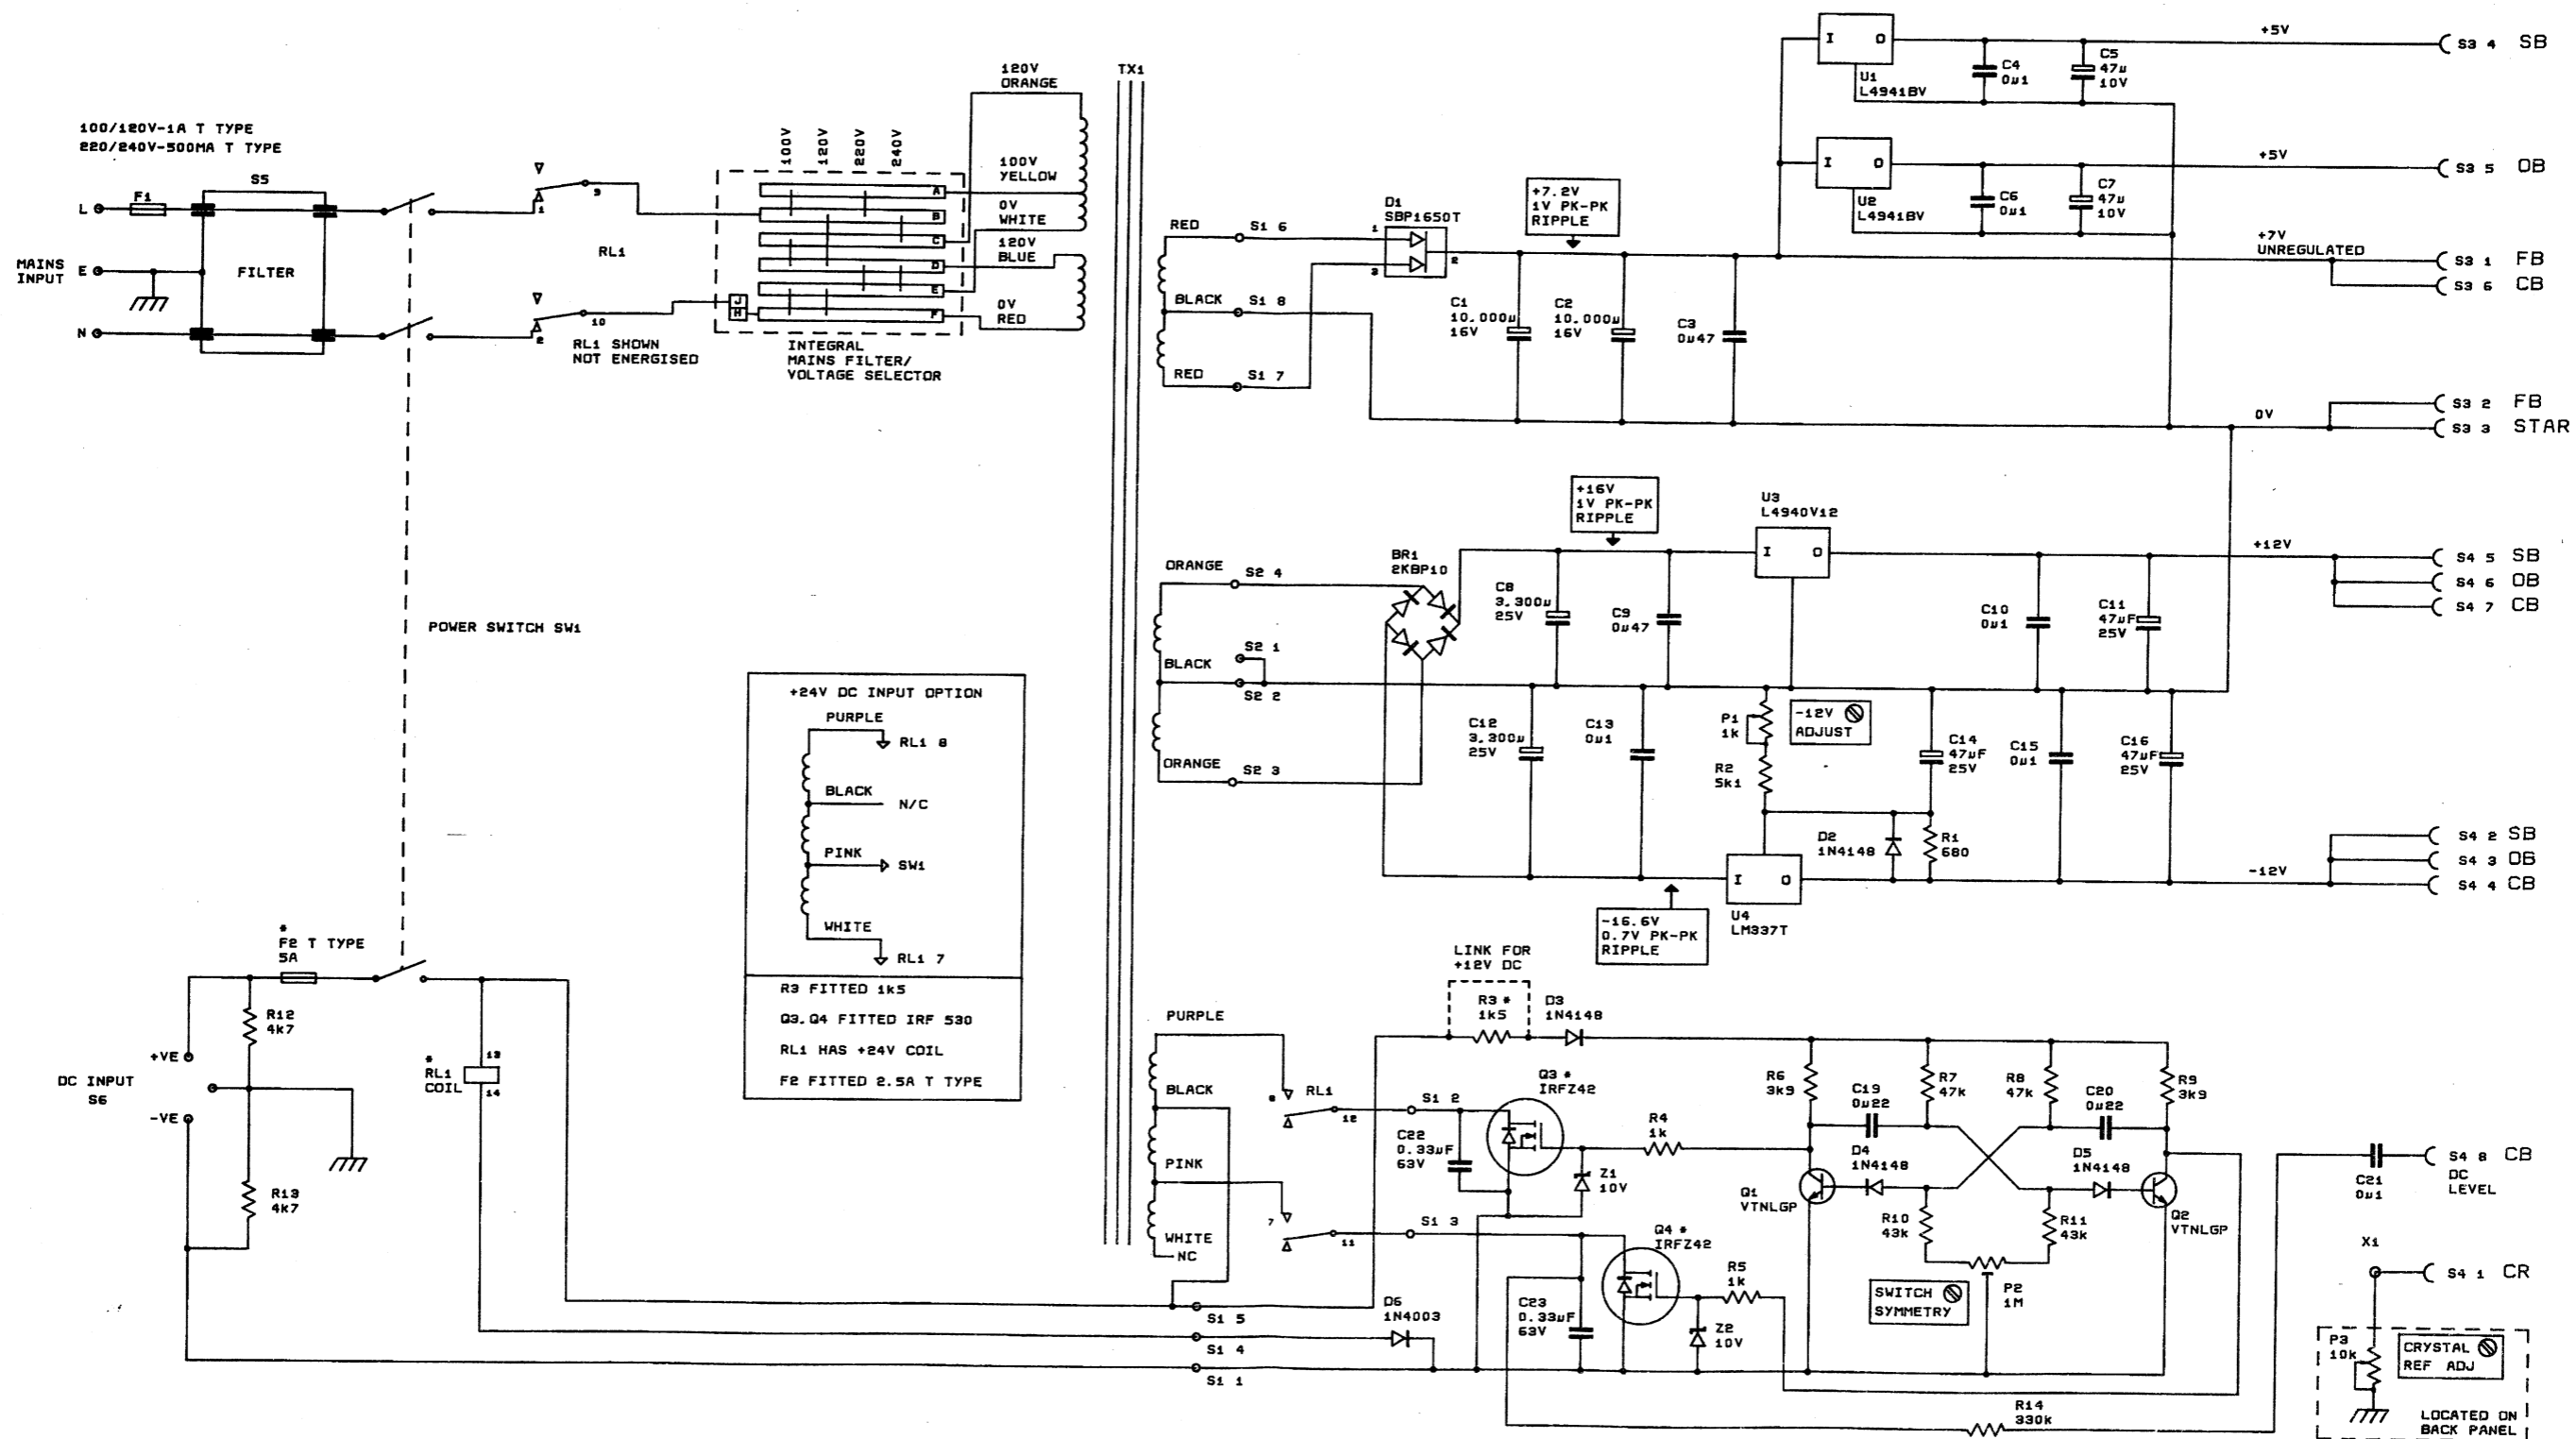 100/120V-1A T TYPE
220/240V-500MA T TYPE
L
F1
S5
MAINS
INPUT
E
FILTER
N
1
9
2
10
RL1
RL1 SHOWN
NOT ENERGISED
100V
120V
220V
240V
A
B
C
D
E
F
J
H
INTEGRAL
MAINS FILTER/
VOLTAGE SELECTOR
120V
ORANGE
100V
YELLOW
0V
WHITE
120V
BLUE
0V
RED
TX1
POWER SWITCH SW1
RED
S1 6
BLACK
S1 8
RED
S1 7
D1
SBP1650T
1
3
2
+7.2V
1V PK-PK
RIPPLE
C1
10.000µ
16V
C2
10.000µ
16V
C3
0µ47
I
O
U1
L4941BV
C4
0µ1
C5
47µ
10V
+5V
S3 4 SB
I
O
U2
L4941BV
C6
0µ1
C7
47µ
10V
+5V
S3 5 OB
+7V
UNREGULATED
S3 1 FB
S3 6 CB
0V
S3 2 FB
S3 3 STAR
ORANGE
S2 4
BLACK
S2 1
S2 2
ORANGE
S2 3
BR1
2KBP10
+16V
1V PK-PK
RIPPLE
C8
3.300µ
25V
C9
0µ47
U3
L4940V12
I
O
C10
0µ1
C11
47µF
25V
+12V
S4 5 SB
S4 6 OB
S4 7 CB
C12
3.300µ
25V
C13
0µ1
P1
1k
-12V
ADJUST
R2
5k1
C14
47µF
25V
C15
0µ1
C16
47µF
25V
D2
1N4148
R1
680
I
O
U4
LM337T
-16.6V
0.7V PK-PK
RIPPLE
-12V
S4 2 SB
S4 3 OB
S4 4 CB
+24V DC INPUT OPTION
PURPLE
RL1 8
BLACK
N/C
PINK
SW1
WHITE
RL1 7
R3 FITTED 1k5
Q3.Q4 FITTED IRF 530
RL1 HAS +24V COIL
F2 FITTED 2.5A T TYPE
*
F2 T TYPE
5A
R12
4k7
+VE
DC INPUT
S6
-VE
R13
4k7
*
RL1
COIL
13
14
PURPLE
BLACK
PINK
WHITE
NC
8
RL1
12
7
11
S1 2
S1 3
S1 5
S1 4
S1 1
LINK FOR
+12V DC
R3 *
1k5
D3
1N4148
Q3 *
IRFZ42
C22
0.33µF
63V
Z1
10V
R4
1k
Q4 *
IRFZ42
C23
0.33µF
63V
Z2
10V
R5
1k
D6
1N4003
R6
3k9
C19
0µ22
R7
47k
R8
47k
C20
0µ22
R9
3k9
D4
1N4148
D5
1N4148
Q1
VTNLGP
Q2
VTNLGP
R10
43k
R11
43k
SWITCH
SYMMETRY
P2
1M
R14
330k
C21
0µ1
S4 8 CB
DC
LEVEL
X1
S4 1 CR
P3
10k
CRYSTAL
REF ADJ
LOCATED ON
BACK PANEL